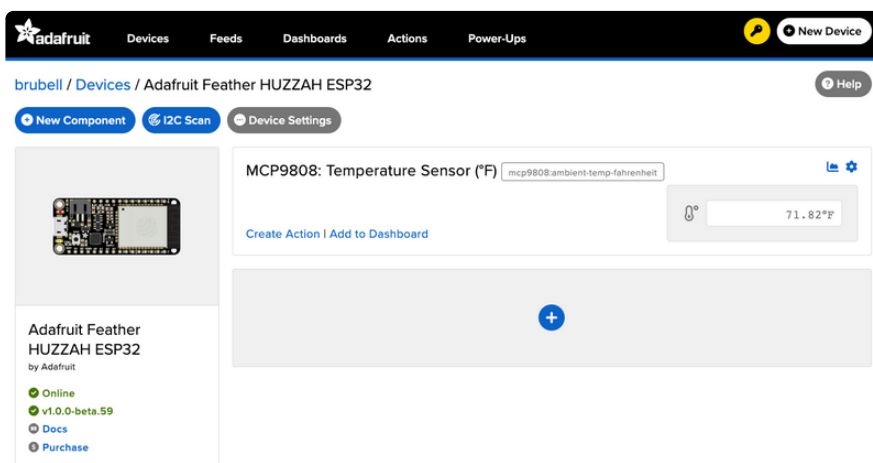 adafruit Devices Feeds Dashboards Actions Power-Ups New Device
brubell / Devices / Adafruit Feather HUZZAH ESP32 Help
New Component I2C Scan Device Settings
MCP9808: Temperature Sensor (°F) mcp9808:ambient-temp-fahrenheit
71.82°F
Create Action | Add to Dashboard
Adafruit Feather
HUZZAH ESP32
by Adafruit
Online
v1.0.0-beta.59
Docs
Purchase